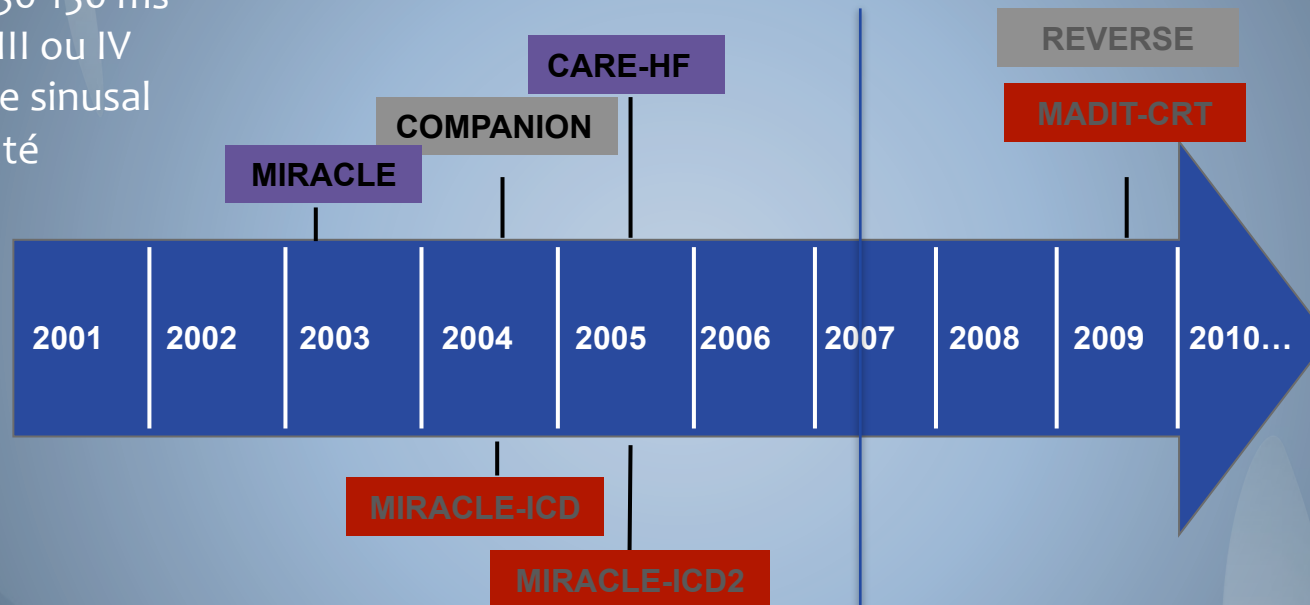 III ou IV
e sinusal
té
CARE-HF
REVERSE
COMPANION
MADIT-CRT
MIRACLE
2001 2002 2003 2004 2005 2006 2007 2008 2009 2010...
MIRACLE-ICD
MIRACLE-ICD2